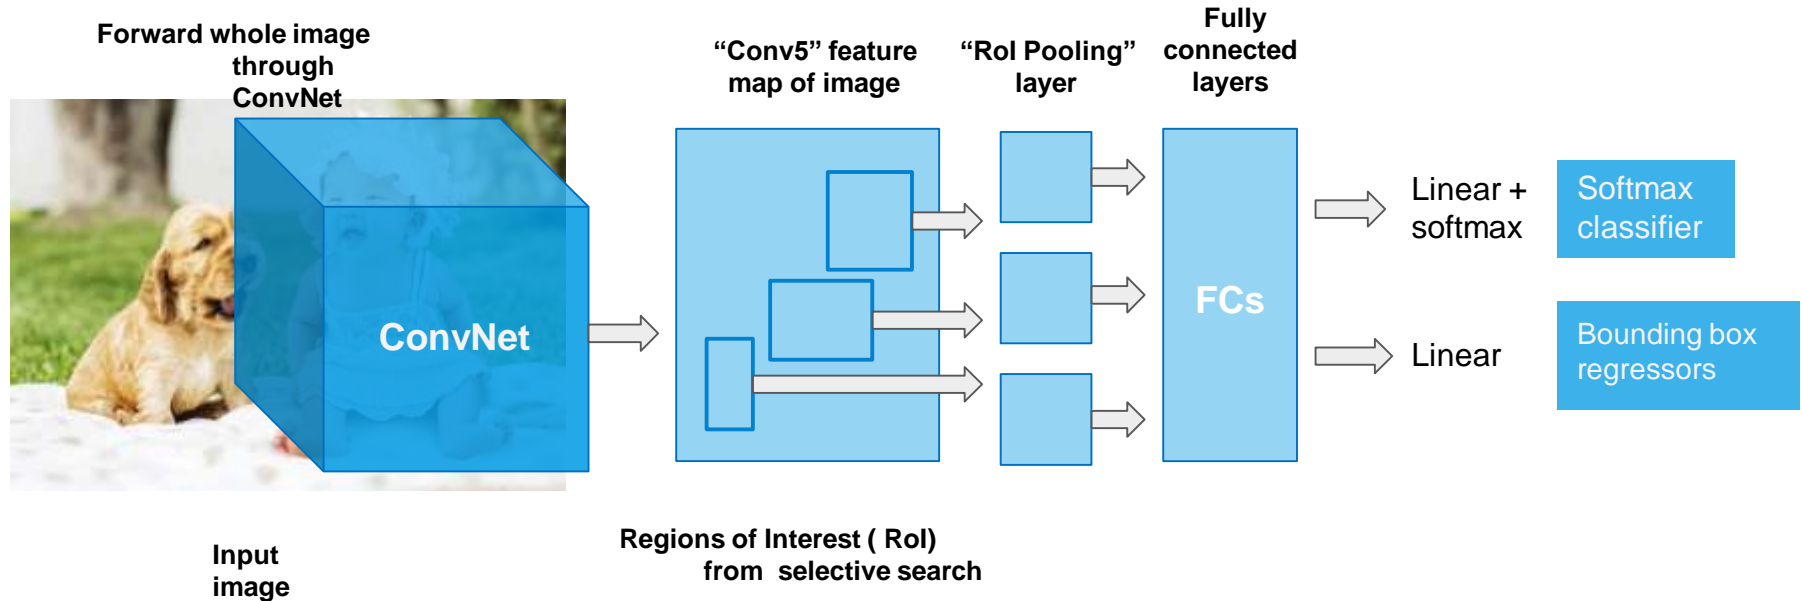 Forward whole image
through
ConvNet
“Conv5” feature
map of image
“RoI Pooling”
layer
Fully
connected
layers
ConvNet
FCs
Linear +
softmax
Softmax
classifier
Linear
Bounding box
regressors
Input
image
Regions of Interest ( RoI)
from selective search